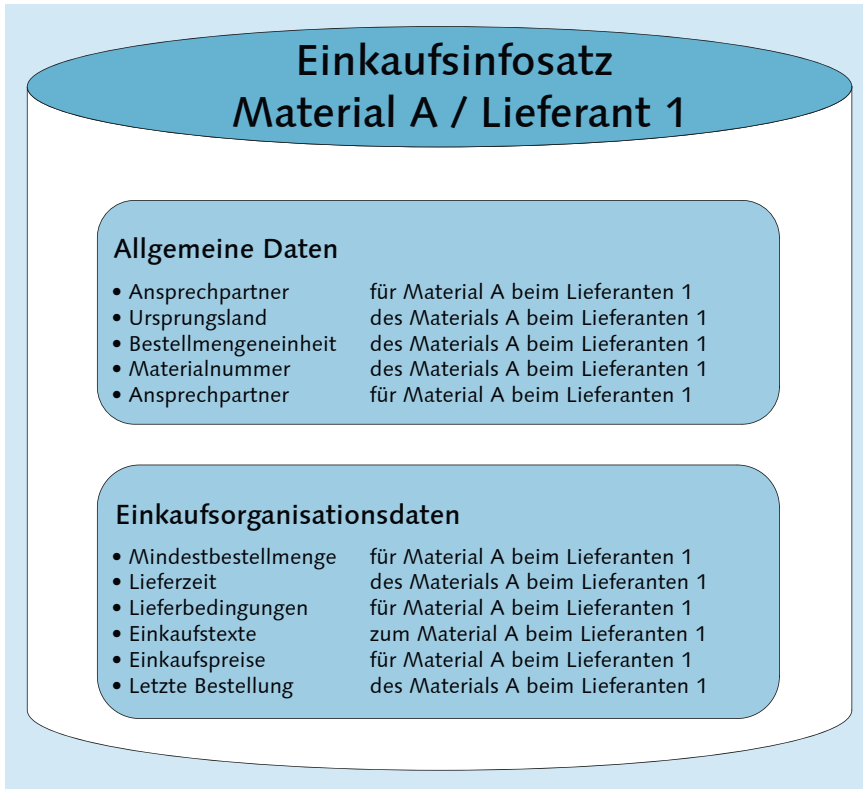 Einkaufsinfosatz
Material A / Lieferant 1
Allgemeine Daten
• Ansprechpartner für Material A beim Lieferanten 1
• Ursprungsland des Materials A beim Lieferanten 1
• Bestellmengeneinheit des Materials A beim Lieferanten 1
• Materialnummer des Materials A beim Lieferanten 1
• Ansprechpartner für Material A beim Lieferanten 1
Einkaufsorganisationsdaten
• Mindestbestellmenge für Material A beim Lieferanten 1
• Lieferzeit des Materials A beim Lieferanten 1
• Lieferbedingungen für Material A beim Lieferanten 1
• Einkaufstexte zum Material A beim Lieferanten 1
• Einkaufspreise für Material A beim Lieferanten 1
• Letzte Bestellung des Materials A beim Lieferanten 1